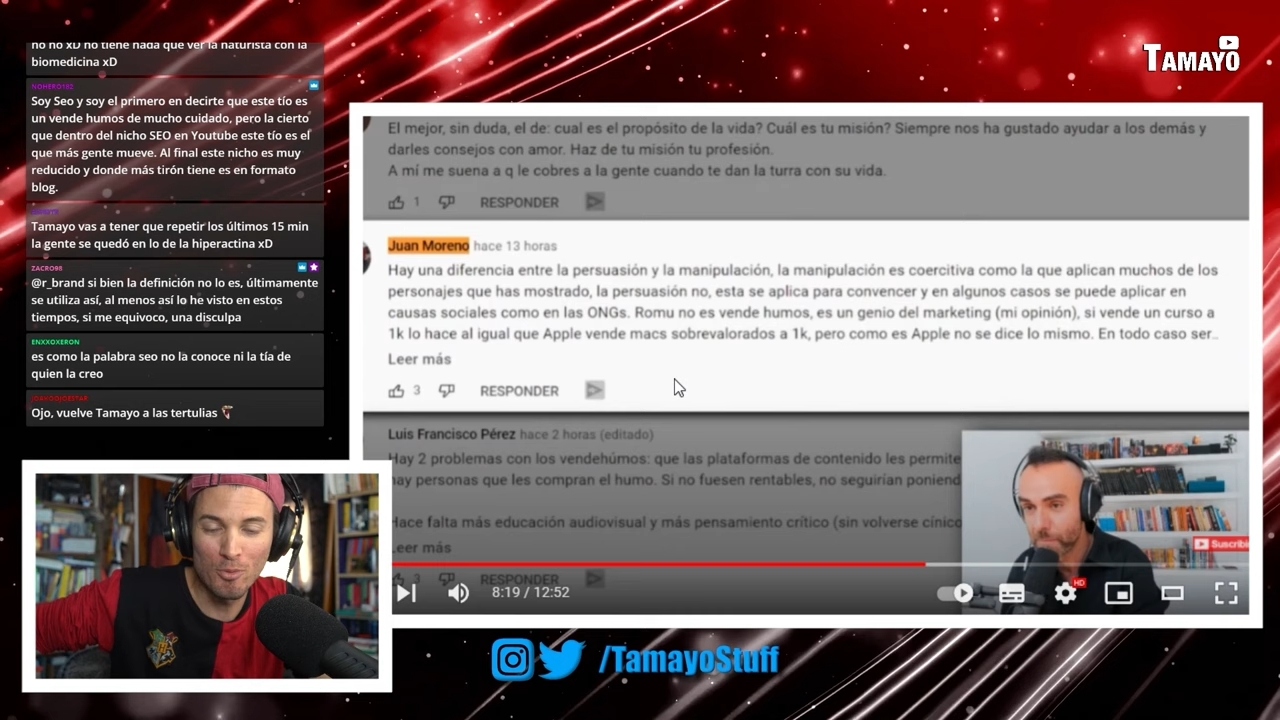 no no xD no tiene nada que ver la naturista con la
biomedicina xD
NOHERO102
Soy Seo y soy el primero en decirte que este tío es
un vende humos de mucho cuidado, pero la cierto
que dentro del nicho SEO en Youtube este tío es el
que más gente mueve. Al final este nicho es muy
reducido y donde más tirón tiene es en formato
blog.
Tamayo vas a tener que repetir los últimos 15 min
la gente se quedó en lo de la hiperactina xD
ZACRO98
@r_brand si bien la definición no lo es, últimamente
se utiliza así, al menos así lo he visto en estos
tiempos, si me equivoco, una disculpa
ENXXOXERON
es como la palabra seo no la conoce ni la tía de
quien la creo
Ojo, vuelve Tamayo a las tertulias
TAMAYO
El mejor, sin duda, el de: cual es el propósito de la vida? Cuál es tu misión? Siempre nos ha gustado ayudar a los demás y
darles consejos con amor. Haz de tu misión tu profesión.
A mí me suena a q le cobres a la gente cuando te dan la turra con su vida.
1 RESPONDER
Juan Moreno hace 13 horas
Hay una diferencia entre la persuasión y la manipulación, la manipulación es coercitiva como la que aplican muchos de los
personajes que has mostrado, la persuasión no, esta se aplica para convencer y en algunos casos se puede aplicar en
causas sociales como en las ONGs. Romu no es vende humos, es un genio del marketing (mi opinión), si vende un curso a
1k lo hace al igual que Apple vende macs sobrevalorados a 1k, pero como es Apple no se dice lo mismo. En todo caso ser...
Leer más
3 RESPONDER
Luis Francisco Pérez hace 2 horas (editado)
Hay 2 problemas con los vendehúmos: que las plataformas de contenido les permite
hay personas que les compran el humo. Si no fuesen rentables, no seguirían poniend
Hace falta más educación audiovisual y más pensamiento crítico (sin volverse cínico
Leer más
3 RESPONDER
Suscribi
8:19 / 12:52
HD
/TamayoStuff